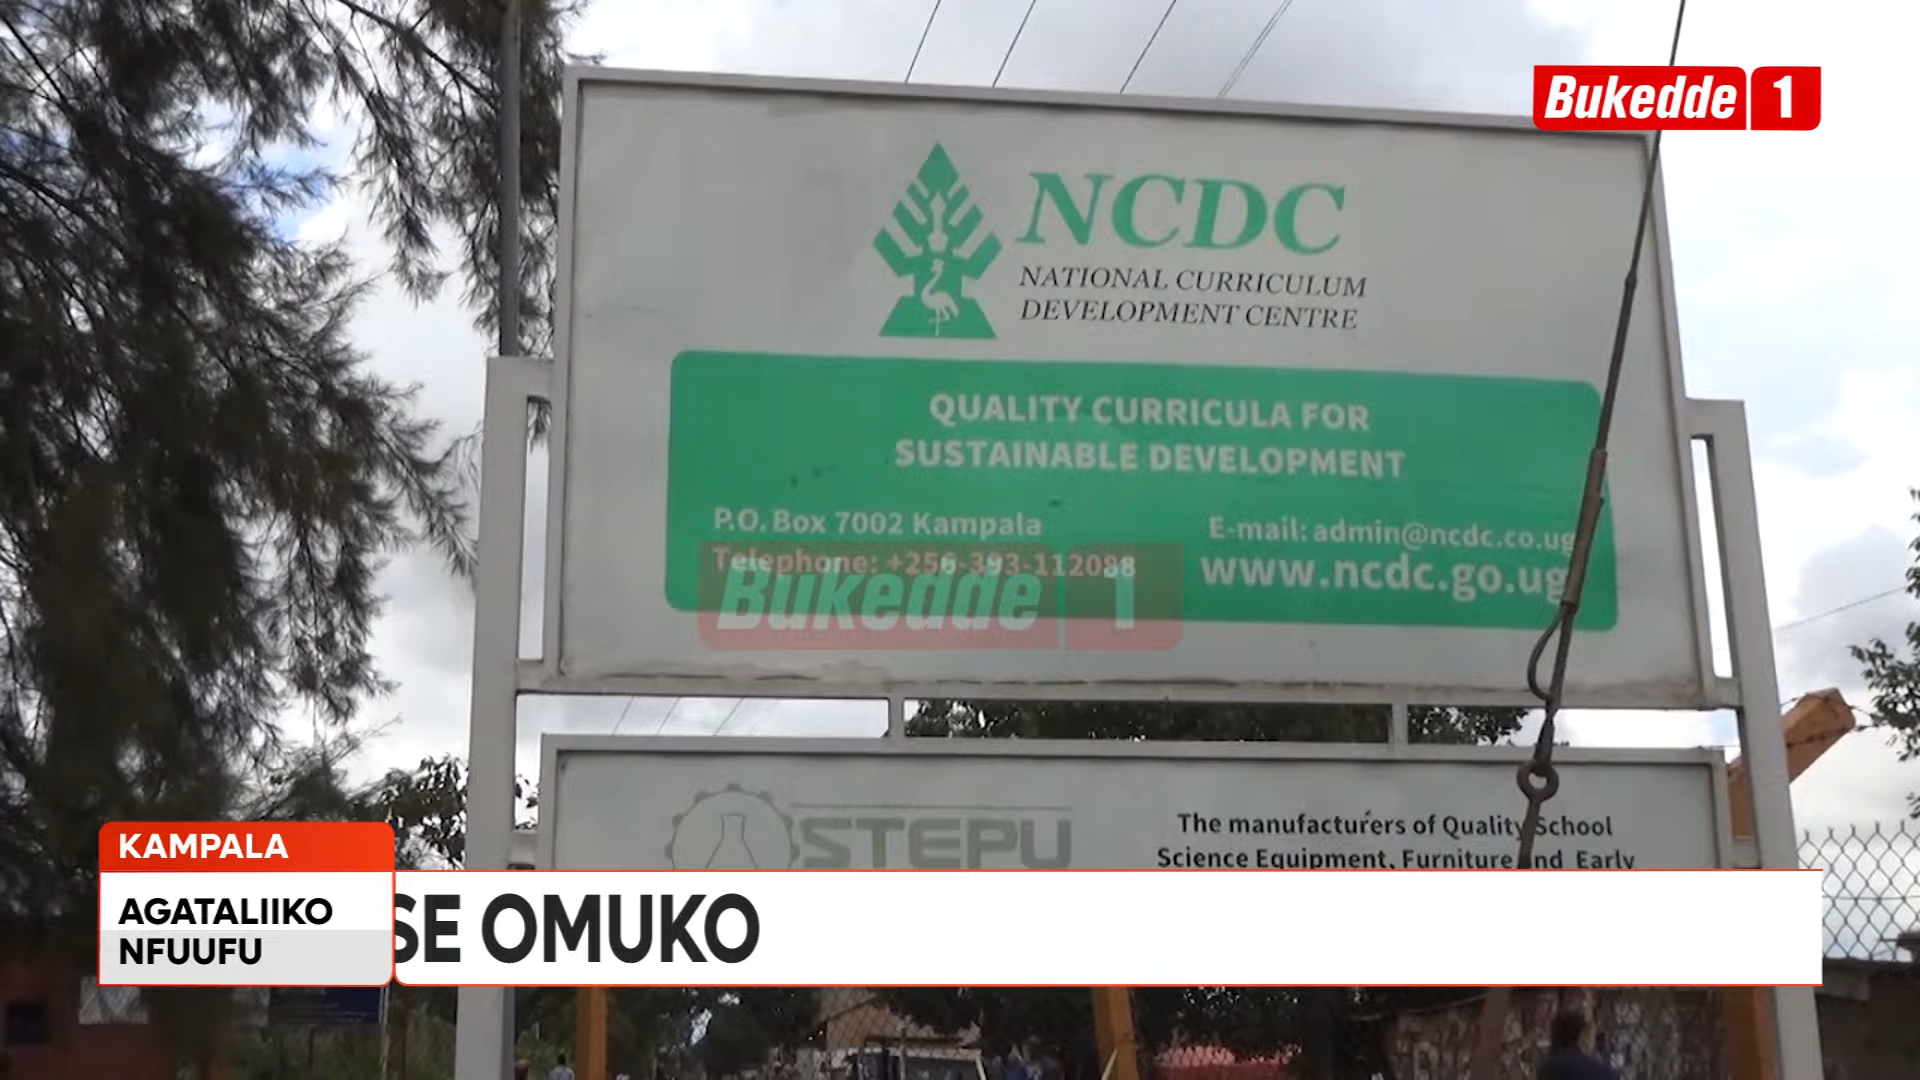 Bukedde 1
NCDC
NATIONAL CURRICULUM
DEVELOPMENT CENTRE
QUALITY CURRICULA FOR
SUSTAINABLE DEVELOPMENT
P.O. Box 7002 Kampala
Telephone: +256-393-112088
E-mail: admin@ncdc.co.ug
www.ncdc.go.ug
Bukedde 1
STEPU
The manufacturers of Quality School
Science Equipment, Furniture and Early
KAMPALA
AGATALIIKO
NFUUFU
SE OMUKO